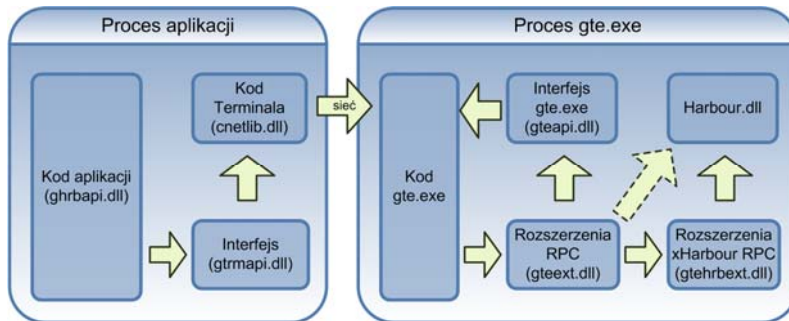 Proces aplikacji
Kod aplikacji
(ghrbapi.dll)
Kod
Terminala
(cnetlib.dll)
Interfejs
(gtrmapi.dll)
sieć
Proces gte.exe
Kod
gte.exe
Interfejs
gte.exe
(gteapi.dll)
Harbour.dll
Rozszerzenia
RPC
(gteext.dll)
Rozszerzenia
xHarbour RPC
(gtehrbext.dll)